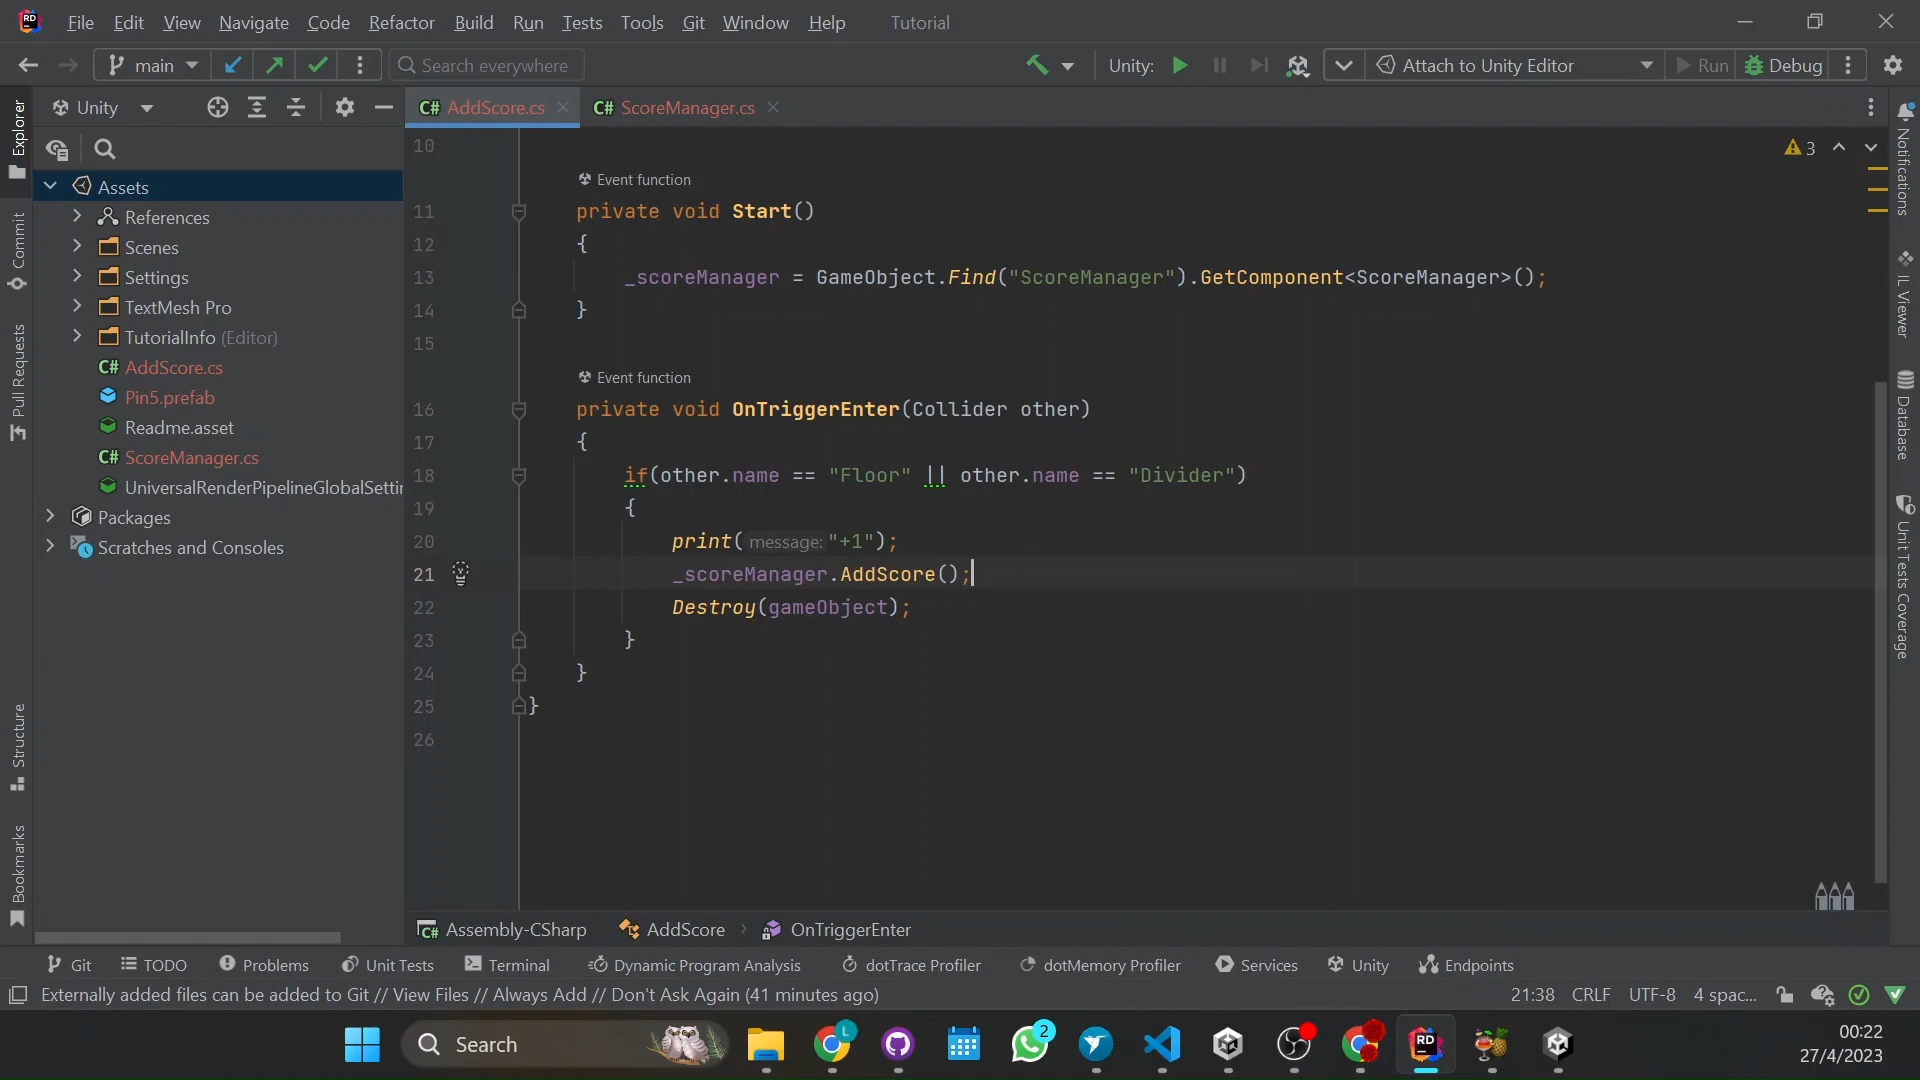 RD File Edit View Navigate Code Refactor Build Run Tests Tools Git Window Help Tutorial
main Search everywhere Unity: Attach to Unity Editor Run Debug
Unity
C# AddScore.cs
C# ScoreManager.cs
Explorer
Commit
Pull Requests
Structure
Bookmarks
Assets
References
Scenes
Settings
TextMesh Pro
TutorialInfo (Editor)
C# AddScore.cs
Pin5.prefab
Readme.asset
C# ScoreManager.cs
UniversalRenderPipelineGlobalSettin
Packages
Scratches and Consoles
3
10
Event function
11 private void Start()
12 {
13 _scoreManager = GameObject.Find("ScoreManager").GetComponent<ScoreManager>();
14 }
15
Event function
16 private void OnTriggerEnter(Collider other)
17 {
18 if(other.name == "Floor" || other.name == "Divider")
19 {
20 print( message: "+1");
21 _scoreManager.AddScore();
22 Destroy(gameObject);
23 }
24 }
25 }
26
Notifications
IL Viewer
Database
Unit Tests Coverage
C# Assembly-CSharp AddScore OnTriggerEnter
Git TODO Problems Unit Tests Terminal Dynamic Program Analysis dotTrace Profiler dotMemory Profiler Services Unity Endpoints
Externally added files can be added to Git // View Files // Always Add // Don't Ask Again (41 minutes ago) 21:38 CRLF UTF-8 4 spac...
Search
L
2
RD
00:22
27/4/2023